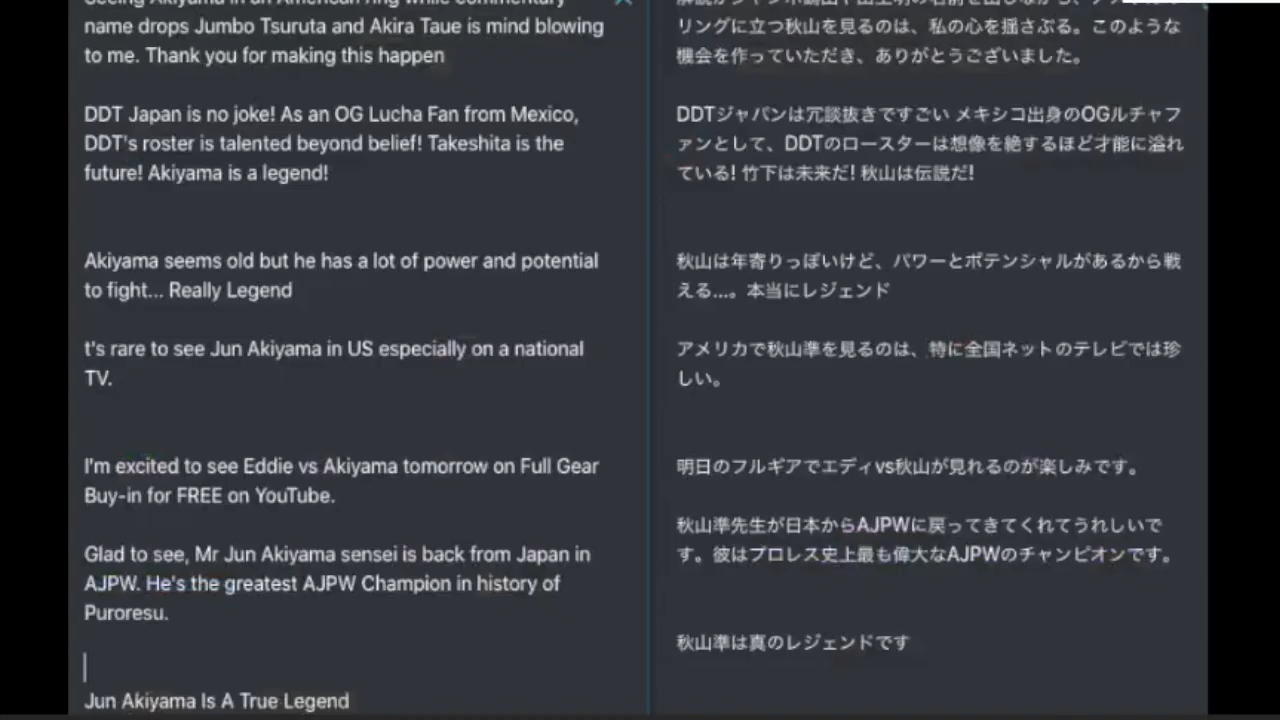 Seeing Akiyama in an American ring while commentary
name drops Jumbo Tsuruta and Akira Taue is mind blowing
to me. Thank you for making this happen
DDT Japan is no joke! As an OG Lucha Fan from Mexico,
DDT's roster is talented beyond belief! Takeshita is the
future! Akiyama is a legend!
Akiyama seems old but he has a lot of power and potential
to fight... Really Legend
t's rare to see Jun Akiyama in US especially on a national
TV.
I'm excited to see Eddie vs Akiyama tomorrow on Full Gear
Buy-in for FREE on YouTube.
Glad to see, Mr Jun Akiyama sensei is back from Japan in
AJPW. He's the greatest AJPW Champion in history of
Puroresu.
Jun Akiyama Is A True Legend
リングに立つ秋山を見るのは、私の心を揺さぶる。このような
機会を作っていただき、ありがとうございました。
DDTジャパンは冗談抜きですごい メキシコ出身のOGルチャフ
ァンとして、DDTのロースターは想像を絶するほど才能に溢れ
ている! 竹下は未来だ! 秋山は伝説だ!
秋山は年寄りっぽいけど、パワーとポテンシャルがあるから戦
える...。本当にレジェンド
アメリカで秋山準を見るのは、特に全国ネットのテレビでは珍
しい。
明日のフルギアでエディvs秋山が見れるのが楽しみです。
秋山準先生が日本からAJPWに戻ってきてくれてうれしいで
す。彼はプロレス史上最も偉大なAJPWのチャンピオンです。
秋山準は真のレジェンドです